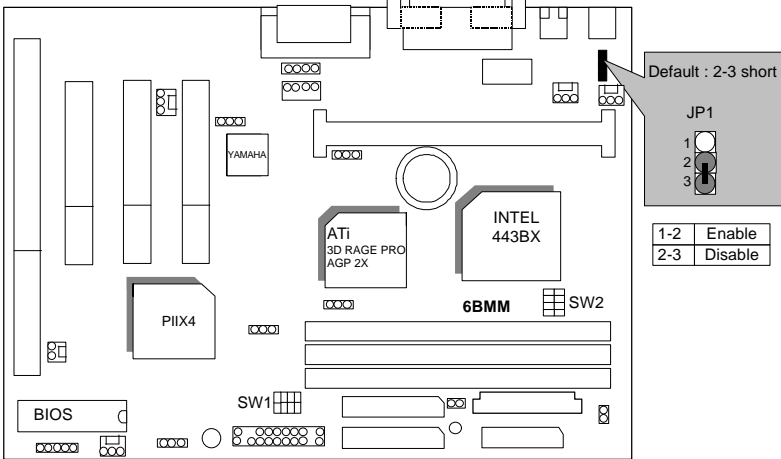 Default : 2-3 short
JP1
1
2
3
1-2 Enable
2-3 Disable
YAMAHA
ATi
3D RAGE PRO
AGP 2X
INTEL
443BX
PIIX4
6BMM
SW2
SW1
BIOS